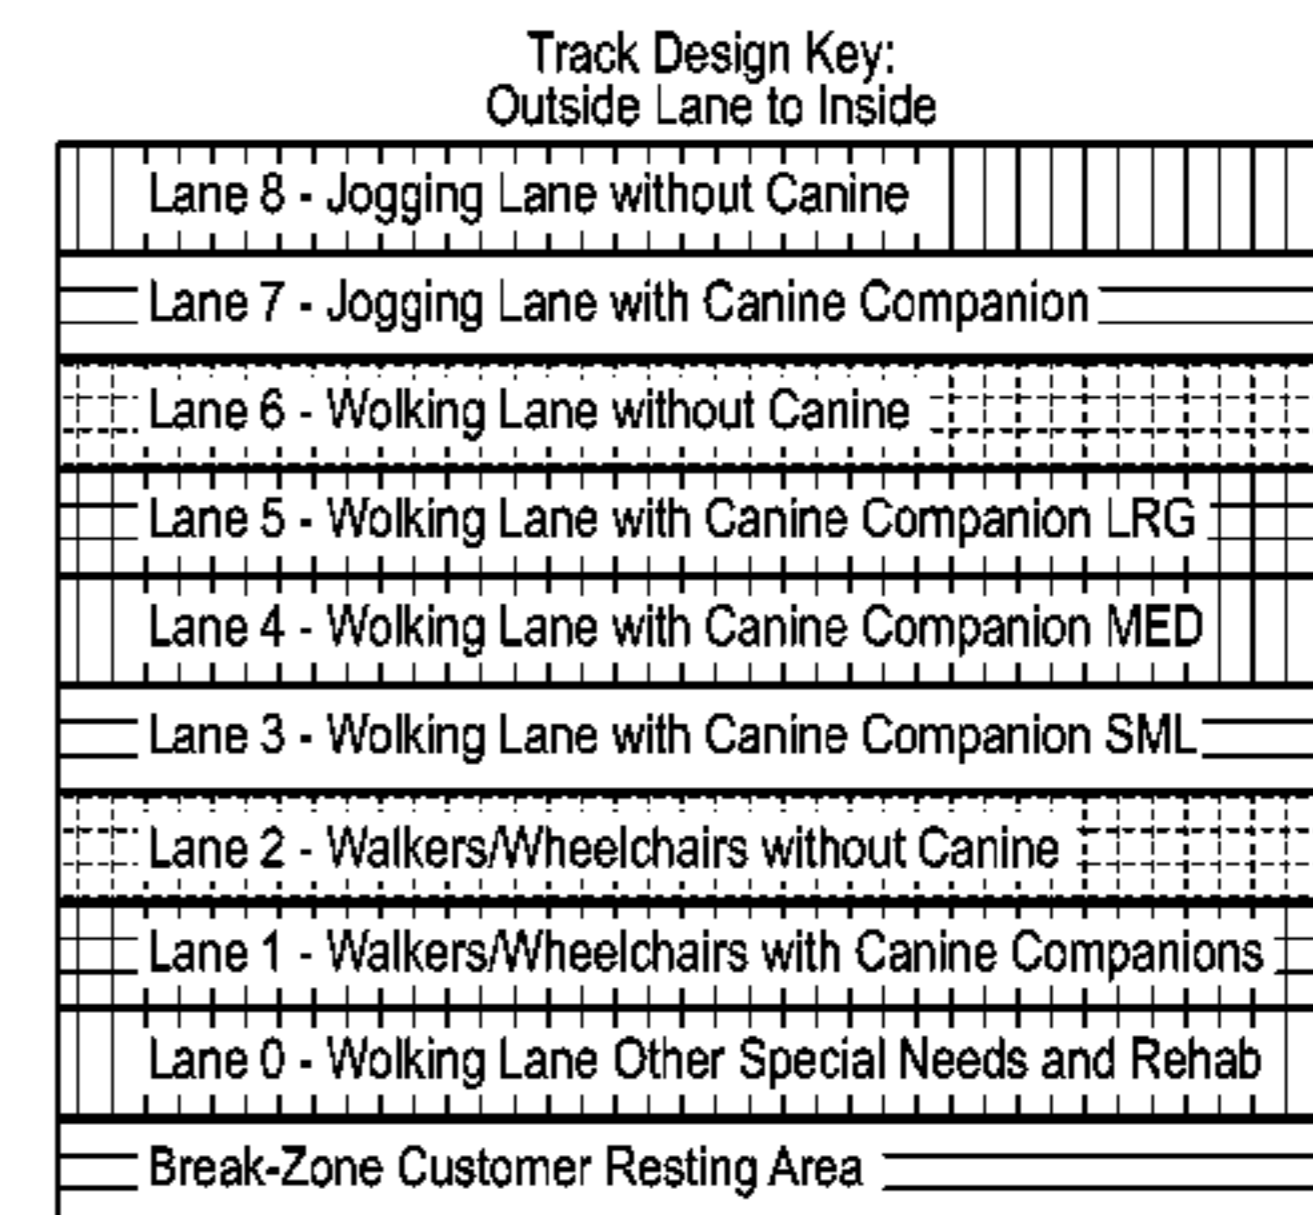 Track Design Key:
Outside Lane to Inside
Lane 8 - Jogging Lane without Canine
Lane 7 - Jogging Lane with Canine Companion
Lane 6 - Wolking Lane without Canine
Lane 5 - Wolking Lane with Canine Companion LRG
Lane 4 - Wolking Lane with Canine Companion MED
Lane 3 - Wolking Lane with Canine Companion SML
Lane 2 - Walkers/Wheelchairs without Canine
Lane 1 - Walkers/Wheelchairs with Canine Companions
Lane 0 - Wolking Lane Other Special Needs and Rehab
Break-Zone Customer Resting Area